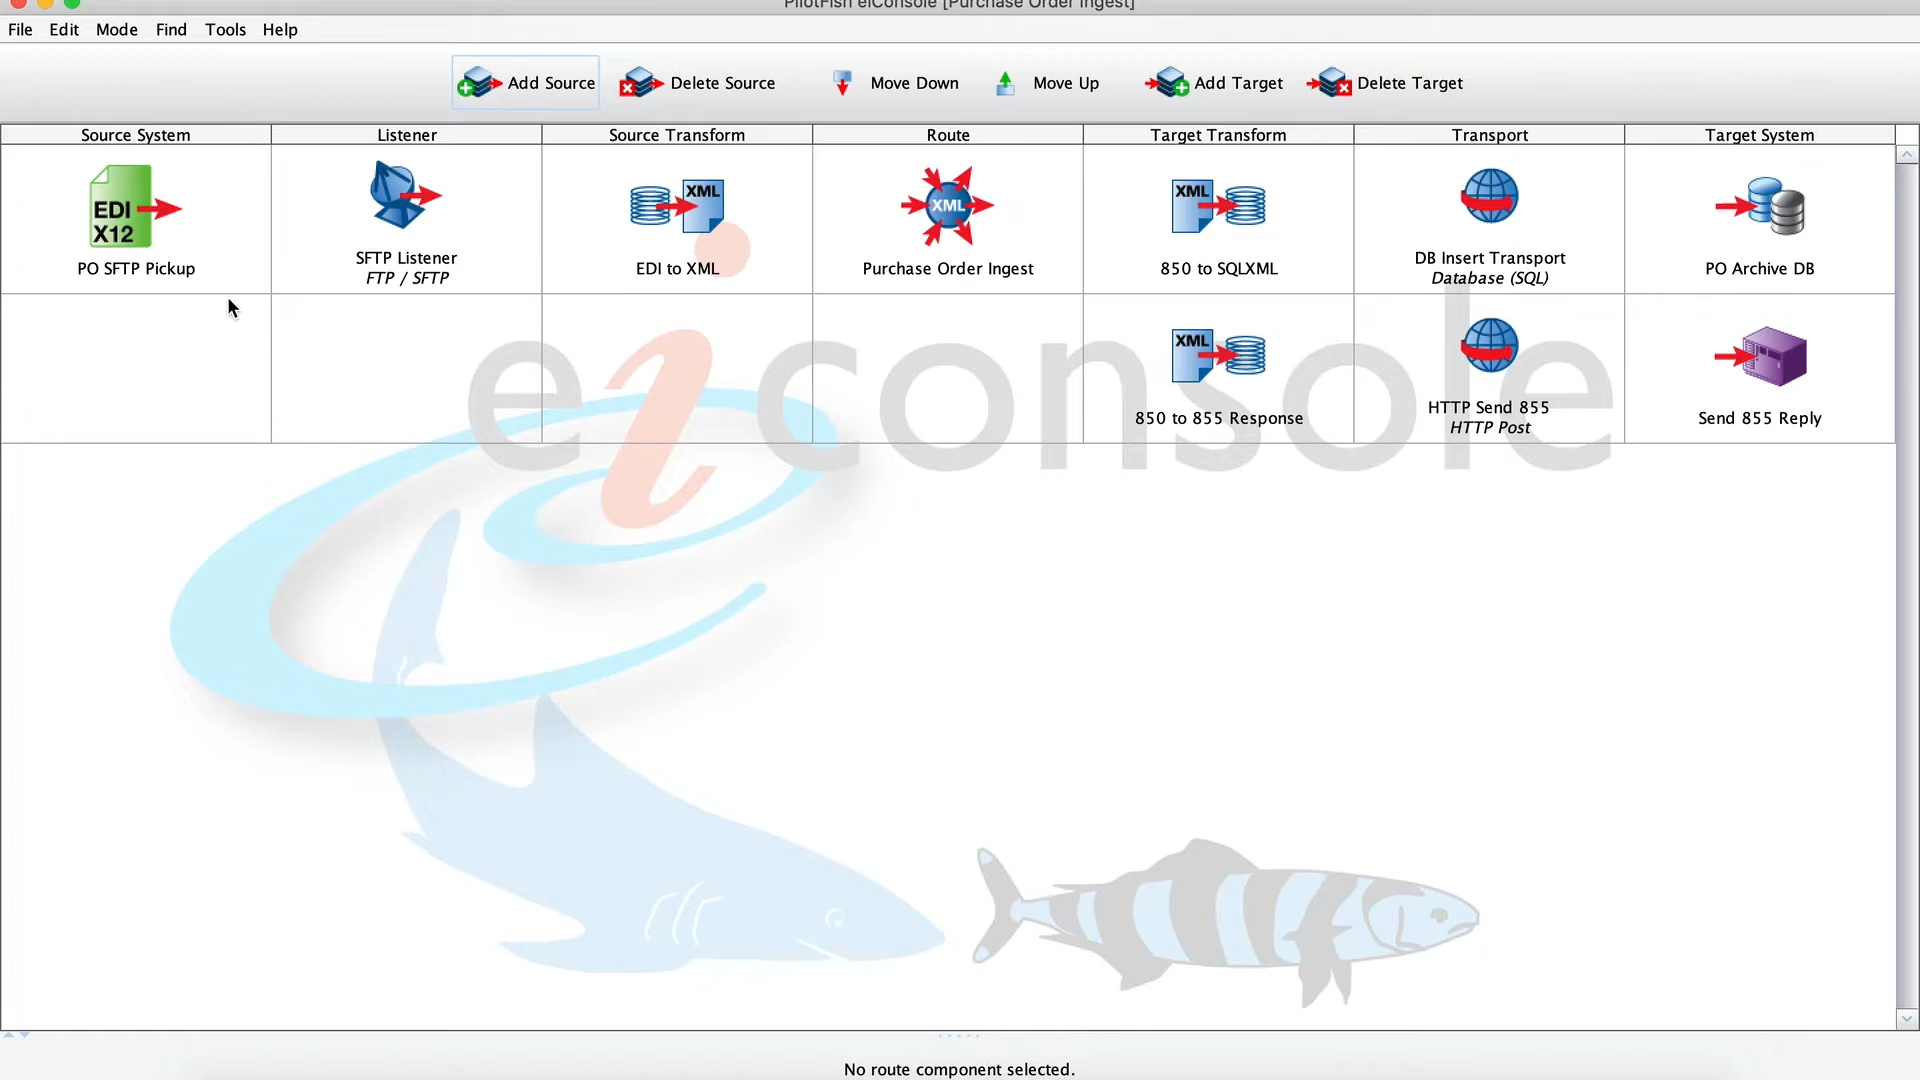 PilotFish eiConsole [Purchase Order Ingest]
File Edit Mode Find Tools Help
Add Source Delete Source Move Down Move Up Add Target Delete Target
Source System Listener Source Transform Route Target Transform Transport Target System
EDI
X12
PO SFTP Pickup
SFTP Listener
FTP / SFTP
XML
EDI to XML
XML
Purchase Order Ingest
XML
850 to SQLXML
DB Insert Transport
Database (SQL)
PO Archive DB
XML
850 to 855 Response
HTTP Send 855
HTTP Post
Send 855 Reply
eiconsole
No route component selected.